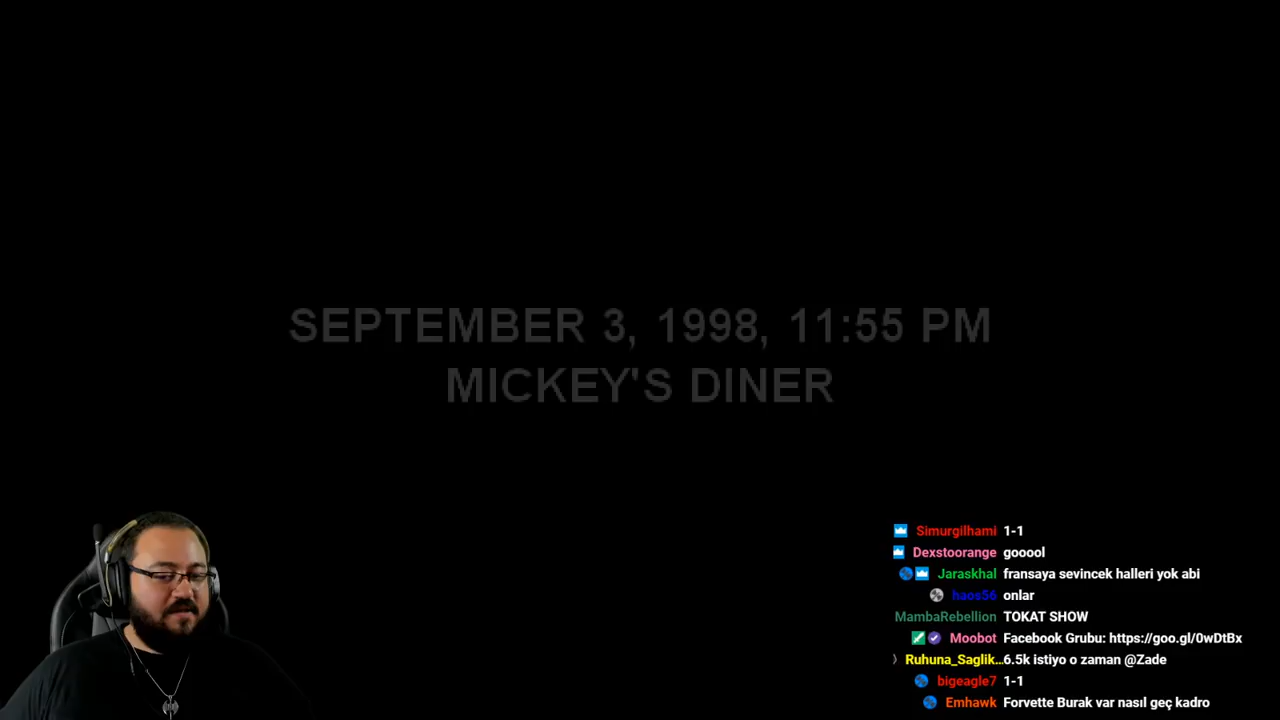 SEPTEMBER 3, 1998, 11:55 PM
MICKEY'S DINER
Simurgilhami 1-1
Dexstoorange gooool
Jaraskhal fransaya sevincek halleri yok abi
haos56 onlar
MambaRebellion TOKAT SHOW
Moobot Facebook Grubu: https://goo.gl/0wDtBx
Ruhuna_Saglik... 6.5k istiyo o zaman @Zade
bigeagle7 1-1
Emhawk Forvette Burak var nasıl geç kadro